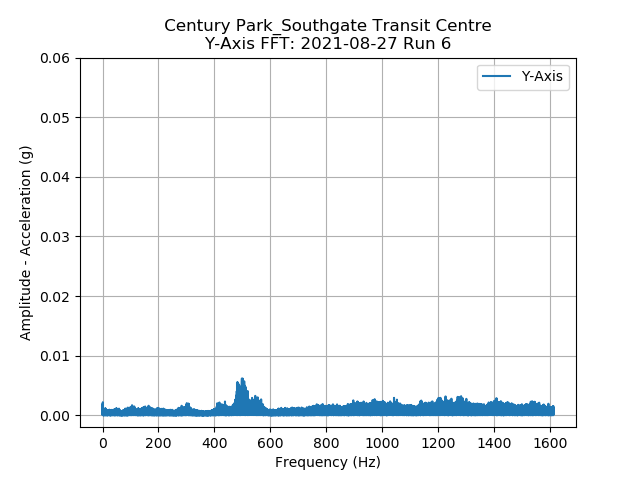 Century Park_Southgate Transit Centre
Y-Axis FFT: 2021-08-27 Run 6
Y-Axis
0.06
0.05
0.04
0.03
0.02
0.01
0.00
Amplitude - Acceleration (g)
0 200 400 600 800 1000 1200 1400 1600
Frequency (Hz)